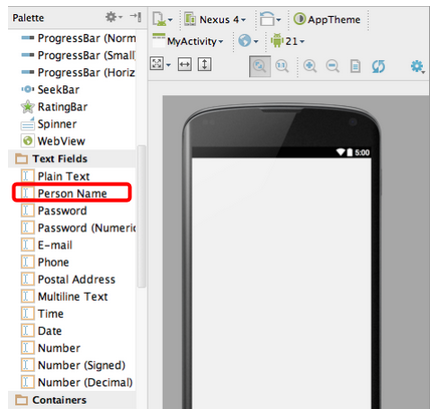 Palette
Nexus 4
AppTheme
MyActivity
21
ProgressBar (Norm
ProgressBar (Small
ProgressBar (Horiz
SeekBar
RatingBar
Spinner
WebView
Text Fields
Plain Text
Person Name
Password
Password (Numeric
E-mail
Phone
Postal Address
Multiline Text
Time
Date
Number
Number (Signed)
Number (Decimal)
Containers
5:00